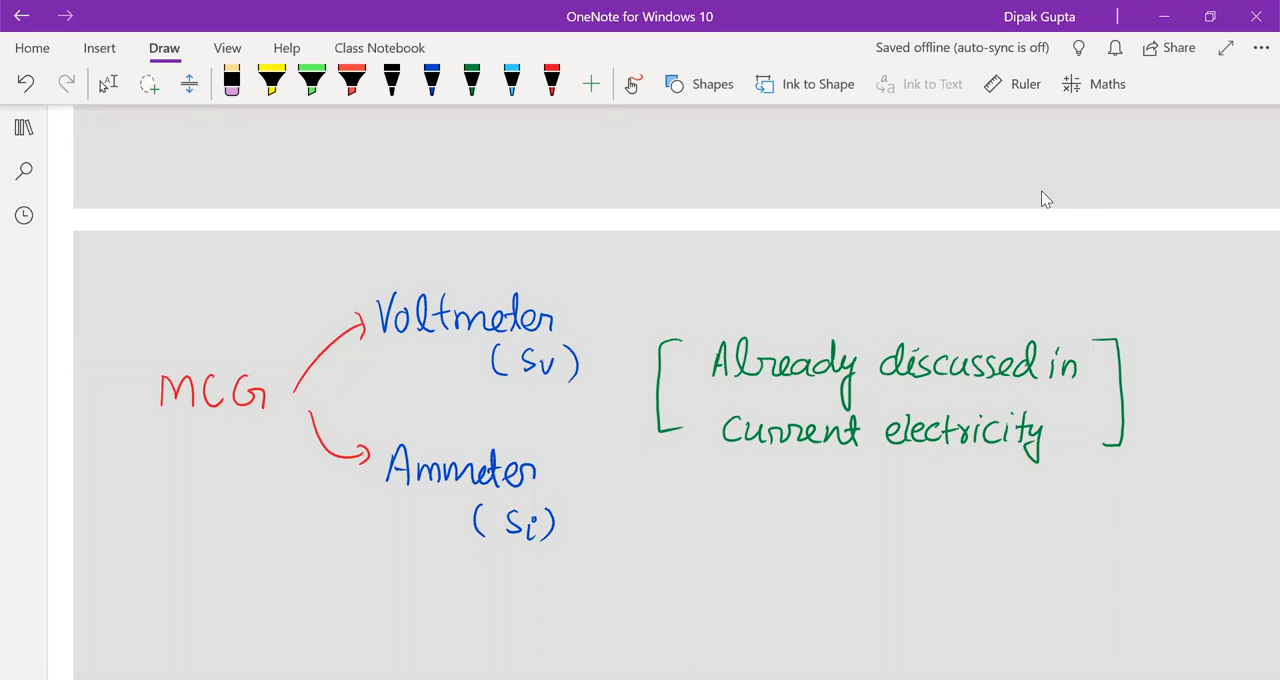 OneNote for Windows 10
Dipak Gupta
Home Insert Draw View Help Class Notebook
Saved offline (auto-sync is off)
Share
Shapes
Ink to Shape
Ink to Text
Ruler
Maths
Voltmeter
(Sv)
MCG
Ammeter
(Si)
[ Already discussed in
current electricity ]